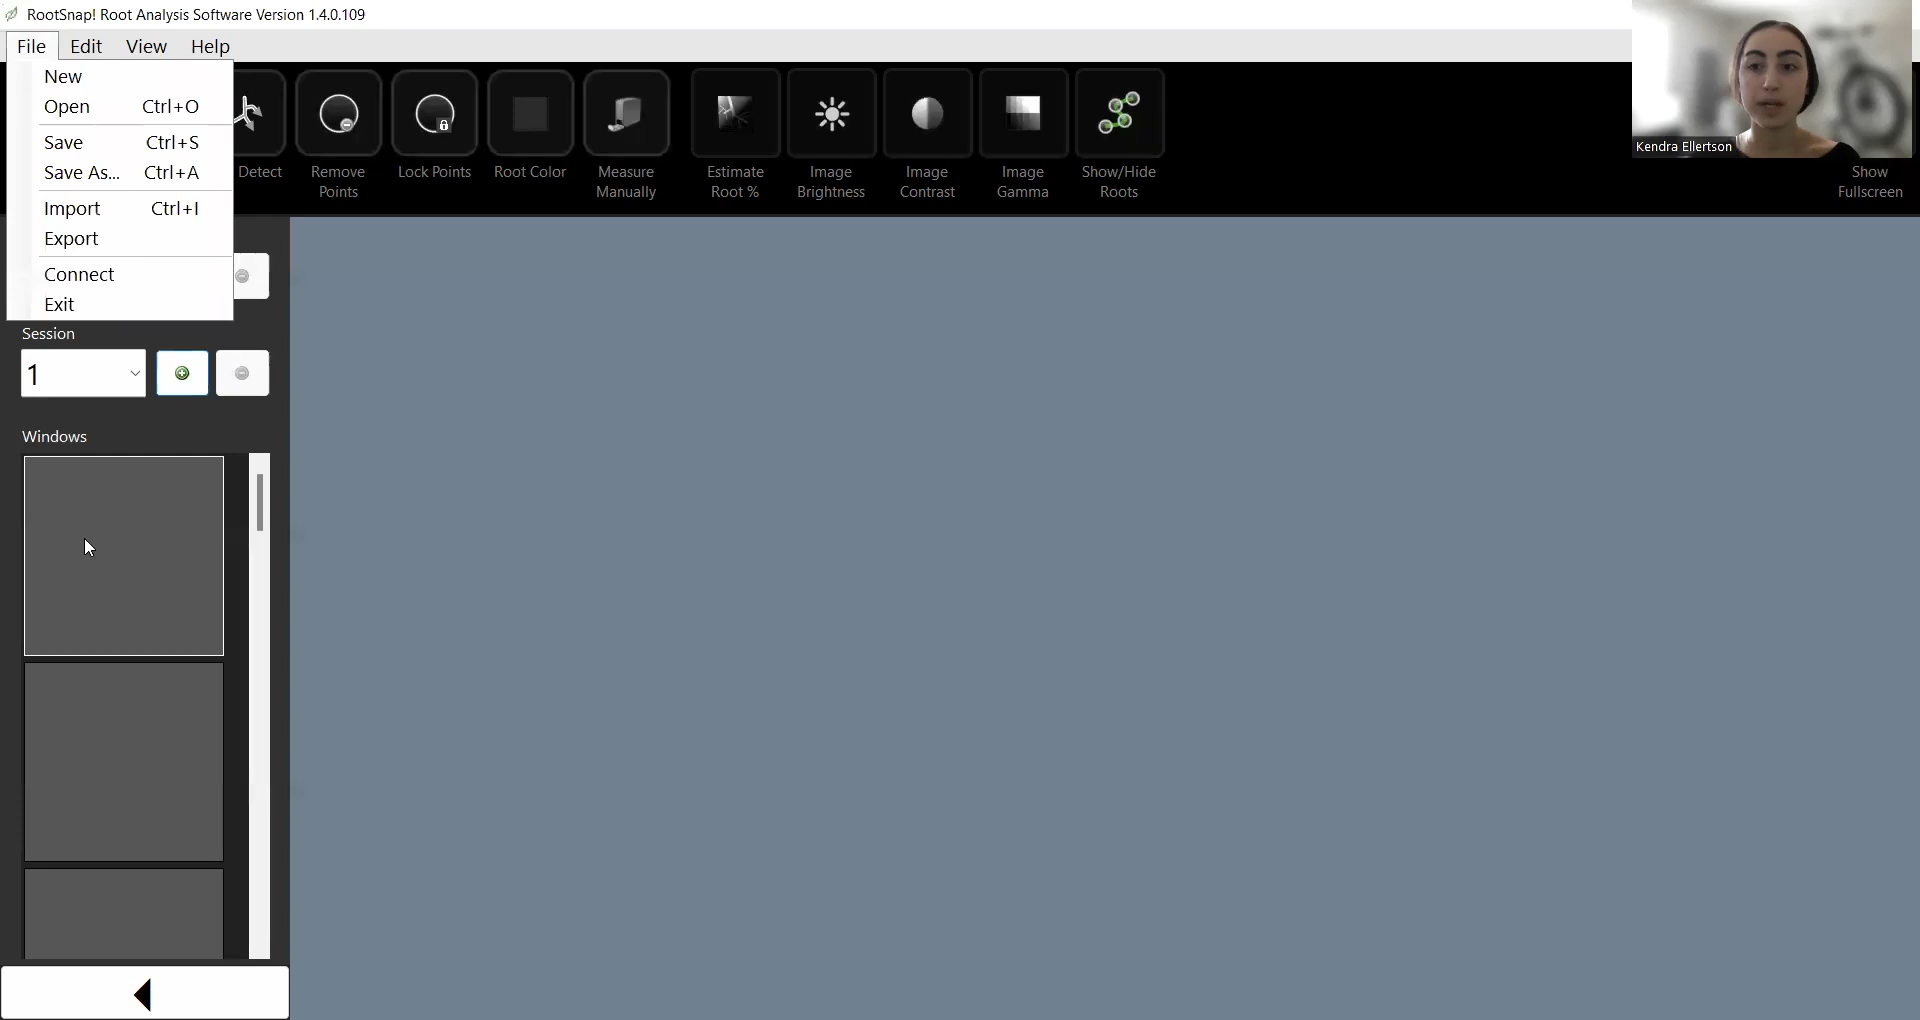 RootSnap! Root Analysis Software Version 1.4.0.109
File Edit View Help
New
Open Ctrl+O
Save Ctrl+S
Save As... Ctrl+A
Import Ctrl+I
Export
Connect
Exit
Detect
Remove
Points
Lock Points
Root Color
Measure
Manually
Estimate
Root %
Image
Brightness
Image
Contrast
Image
Gamma
Show/Hide
Roots
Kendra Ellertson
Show
Fullscreen
Session
1
Windows